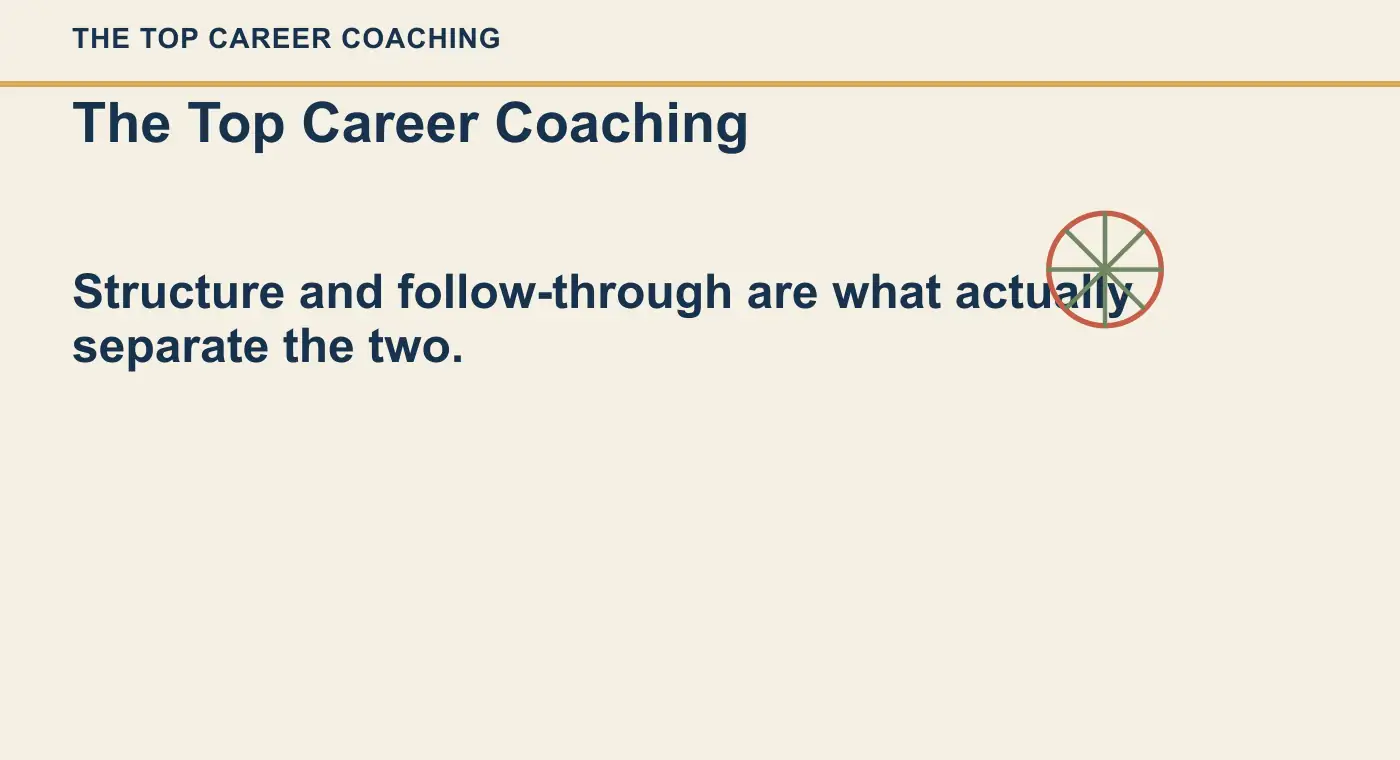 THE TOP CAREER COACHING
The Top Career Coaching
Structure and follow-through are what actually
separate the two.